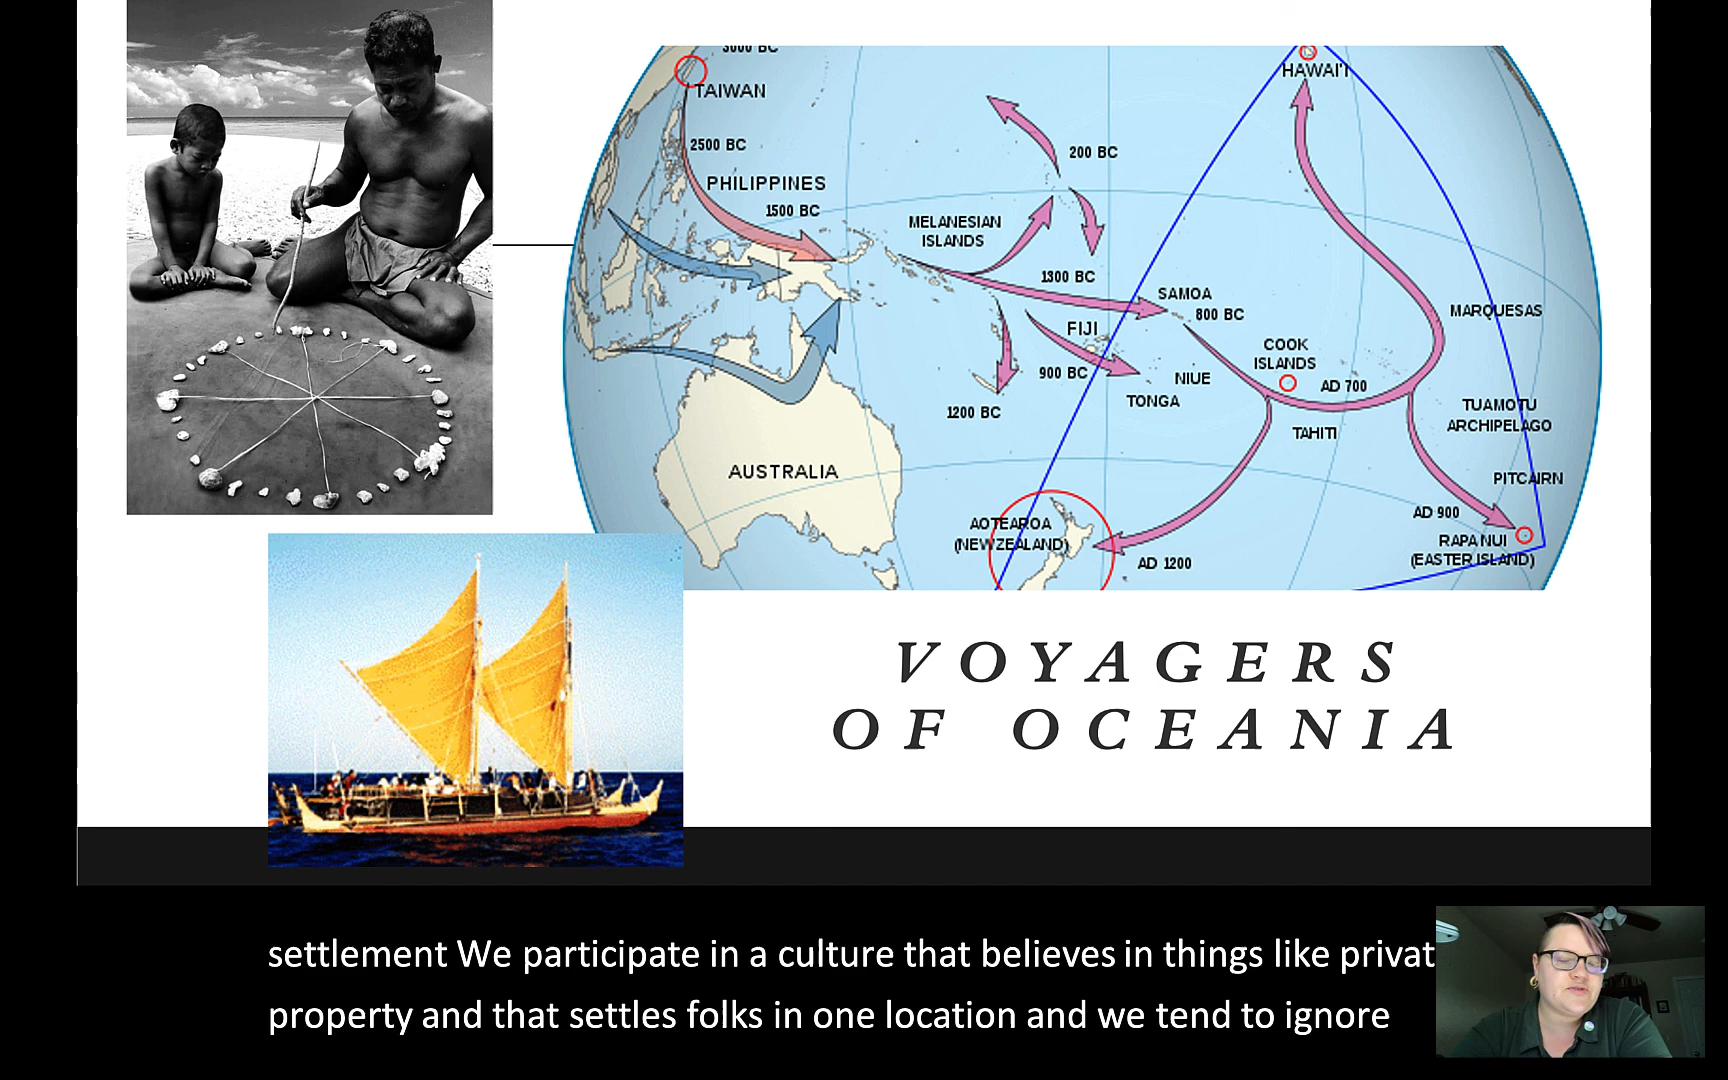 3000 BC
TAIWAN
2500 BC
PHILIPPINES
1500 BC
MELANESIAN
ISLANDS
200 BC
1300 BC
HAWAI'I
SAMOA
800 BC
FIJI
900 BC
1200 BC
NIUE
TONGA
COOK
ISLANDS
AD 700
TAHITI
MARQUESAS
TUAMOTU
ARCHIPELAGO
PITCAIRN
AD 900
RAPA NUI
(EASTER ISLAND)
AUSTRALIA
AOTEAROA
(NEW ZEALAND)
AD 1200
VOYAGERS
OF OCEANIA
settlement We participate in a culture that believes in things like privat
property and that settles folks in one location and we tend to ignore